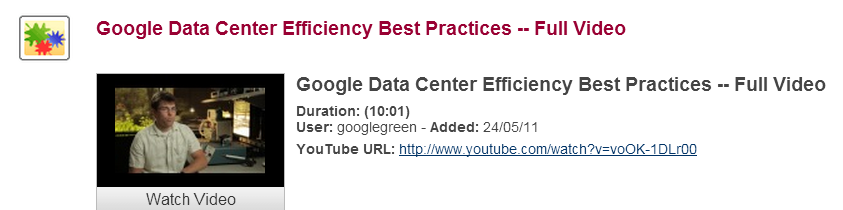 Google Data Center Efficiency Best Practices -- Full Video
Google Data Center Efficiency Best Practices -- Full Video
Duration: (10:01)
User: googlegreen - Added: 24/05/11
YouTube URL: http://www.youtube.com/watch?v=voOK-1DLr00
Watch Video